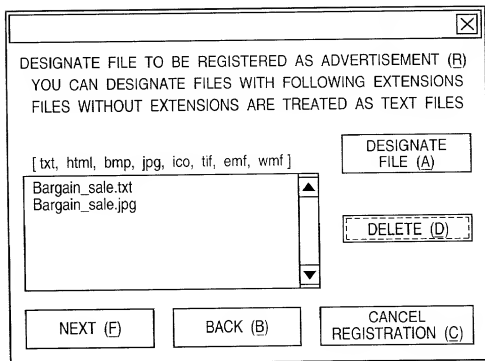 DESIGNATE FILE TO BE REGISTERED AS ADVERTISEMENT (R)
YOU CAN DESIGNATE FILES WITH FOLLOWING EXTENSIONS
FILES WITHOUT EXTENSIONS ARE TREATED AS TEXT FILES
[ txt, html, bmp, jpg, ico, tif, emf, wmf ]
DESIGNATE
FILE (A)
Bargain_sale.txt
Bargain_sale.jpg
DELETE (D)
NEXT (F)
BACK (B)
CANCEL
REGISTRATION (C)